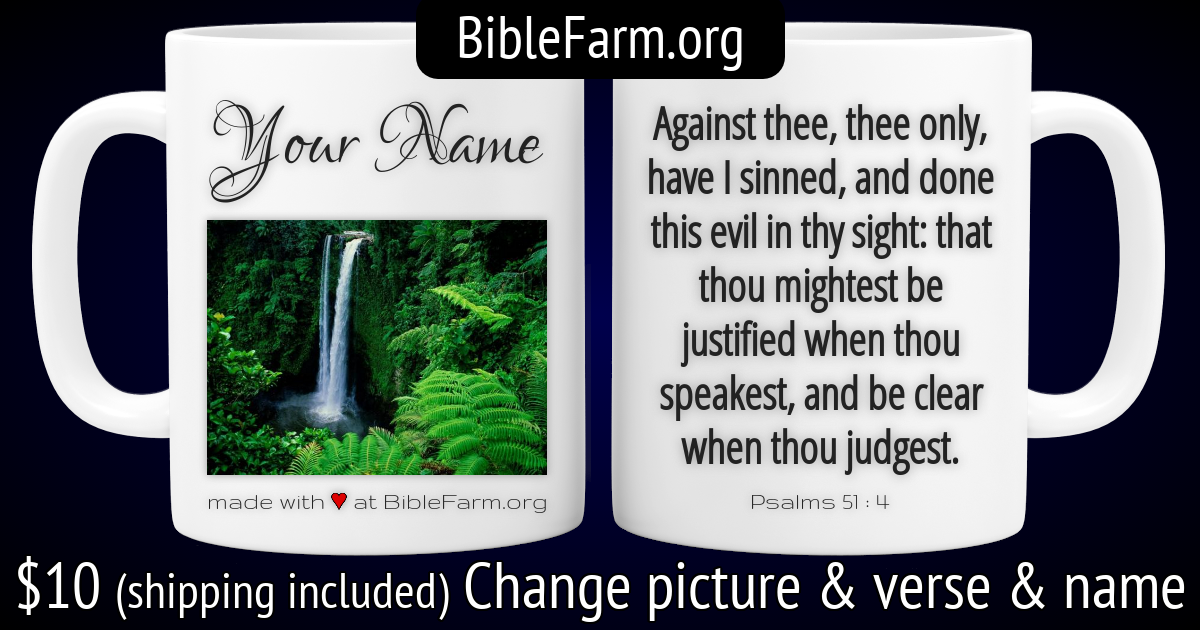 BibleFarm.org
Your Name
made with ♥ at BibleFarm.org
Against thee, thee only,
have I sinned, and done
this evil in thy sight: that
thou mightest be
justified when thou
speakest, and be clear
when thou judgest.
Psalms 51 : 4
$10 (shipping included) Change picture & verse & name